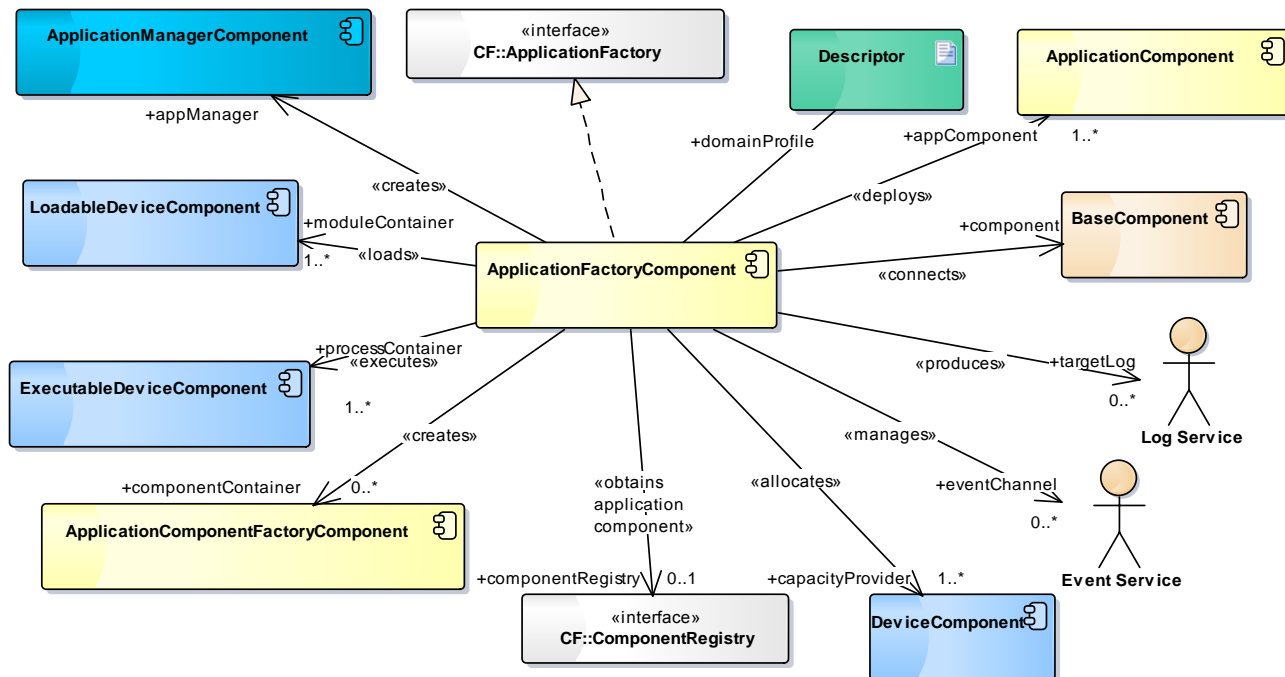 ApplicationManagerComponent
«interface»
CF::ApplicationFactory
Descriptor
ApplicationComponent
+appManager
+domainProfile
+appComponent
1..*
«creates»
«deploys»
LoadableDeviceComponent
+moduleContainer
1..*
«loads»
BaseComponent
+component
«connects»
ApplicationFactoryComponent
+processContainer
«executes»
ExecutableDeviceComponent
1..*
«produces»
+targetLog
0..*
Log Service
«creates»
«manages»
+componentContainer
0..*
«obtains
application
component»
«allocates»
+eventChannel
0..*
Event Service
ApplicationComponentFactoryComponent
+componentRegistry
0..1
+capacityProvider
1..*
«interface»
CF::ComponentRegistry
DeviceComponent